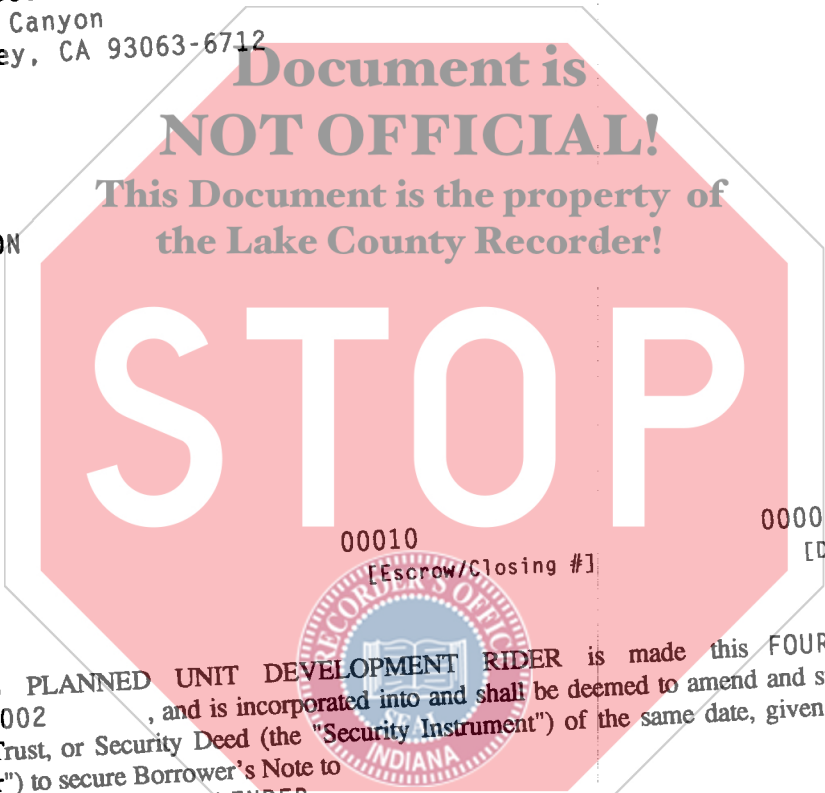 Canyon
CA 93063-6712
Document is
NOT OFFICIAL!
This Document is the property of
the Lake County Recorder!
STOP
00010
0000
[Escrow/Closing #]
[D
RECORDER'S OFFICE
PLANNED UNIT DEVELOPMENT RIDER is made this FOUR
002 , and is incorporated into and shall be deemed to amend and s
Trust, or Security Deed (the "Security Instrument") of the same date, given
") to secure Borrower's Note to
SEAL
INDIANA